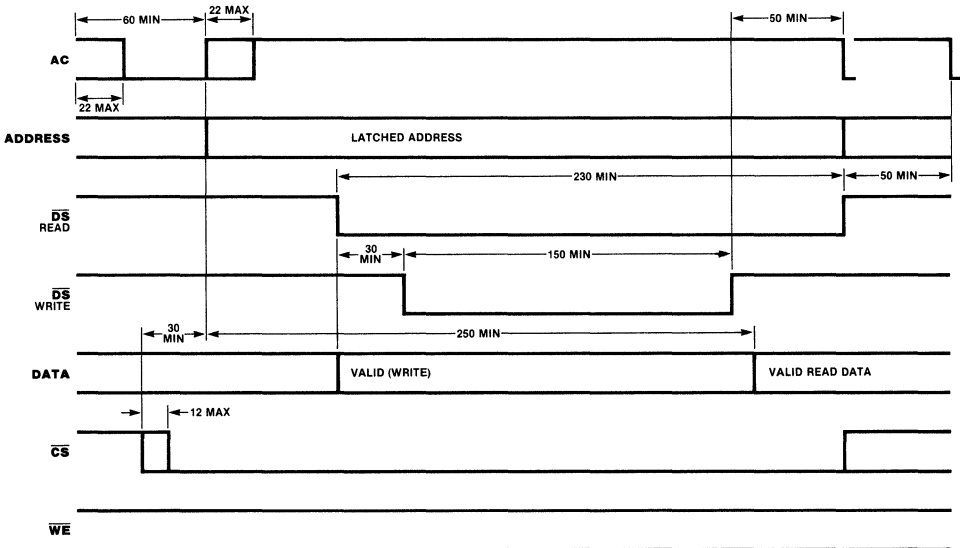 60 MIN
22 MAX
50 MIN
AC
22 MAX
ADDRESS
LATCHED ADDRESS
230 MIN
50 MIN
DS
READ
30
MIN
150 MIN
DS
WRITE
30
MIN
250 MIN
DATA
VALID (WRITE)
VALID READ DATA
12 MAX
CS
WE